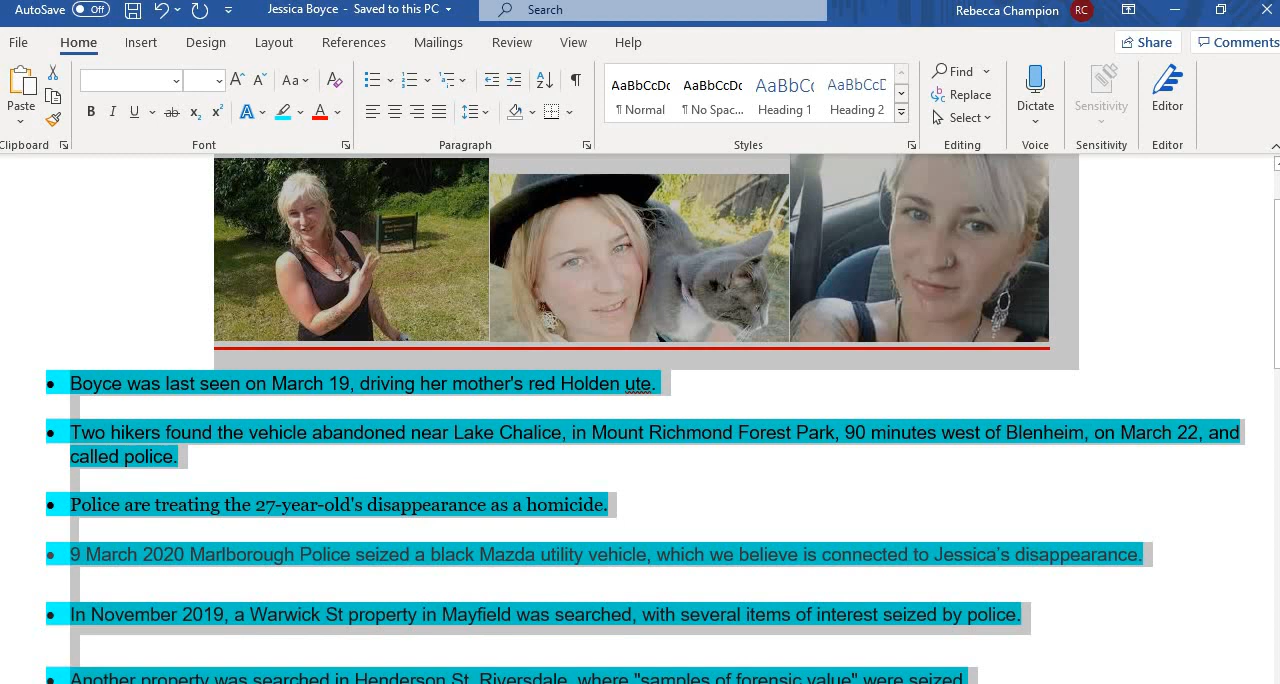 AutoSave Off Jessica Boyce - Saved to this PC Search Rebecca Champion RC
File Home Insert Design Layout References Mailings Review View Help Share Comments
Paste
Aa
B I U ab x₂ x² A A
AaBbCcDc AaBbCcDc AaBbC AaBbCcD
¶ Normal ¶ No Spac... Heading 1 Heading 2
Find
Replace
Select
Dictate Sensitivity Editor
Clipboard Font Paragraph Styles Editing Voice Sensitivity Editor
• Boyce was last seen on March 19, driving her mother's red Holden ute.
• Two hikers found the vehicle abandoned near Lake Chalice, in Mount Richmond Forest Park, 90 minutes west of Blenheim, on March 22, and
called police.
• Police are treating the 27-year-old's disappearance as a homicide.
• 9 March 2020 Marlborough Police seized a black Mazda utility vehicle, which we believe is connected to Jessica's disappearance.
• In November 2019, a Warwick St property in Mayfield was searched, with several items of interest seized by police.
• Another property was searched in Henderson St, Riversdale, where "samples of forensic value" were seized.